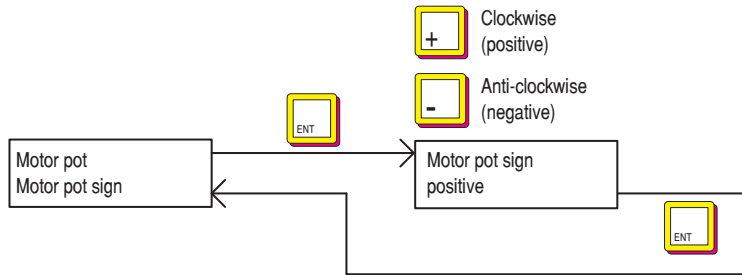 +
Clockwise
(positive)
-
Anti-clockwise
(negative)
ENT
Motor pot
Motor pot sign
Motor pot sign
positive
ENT